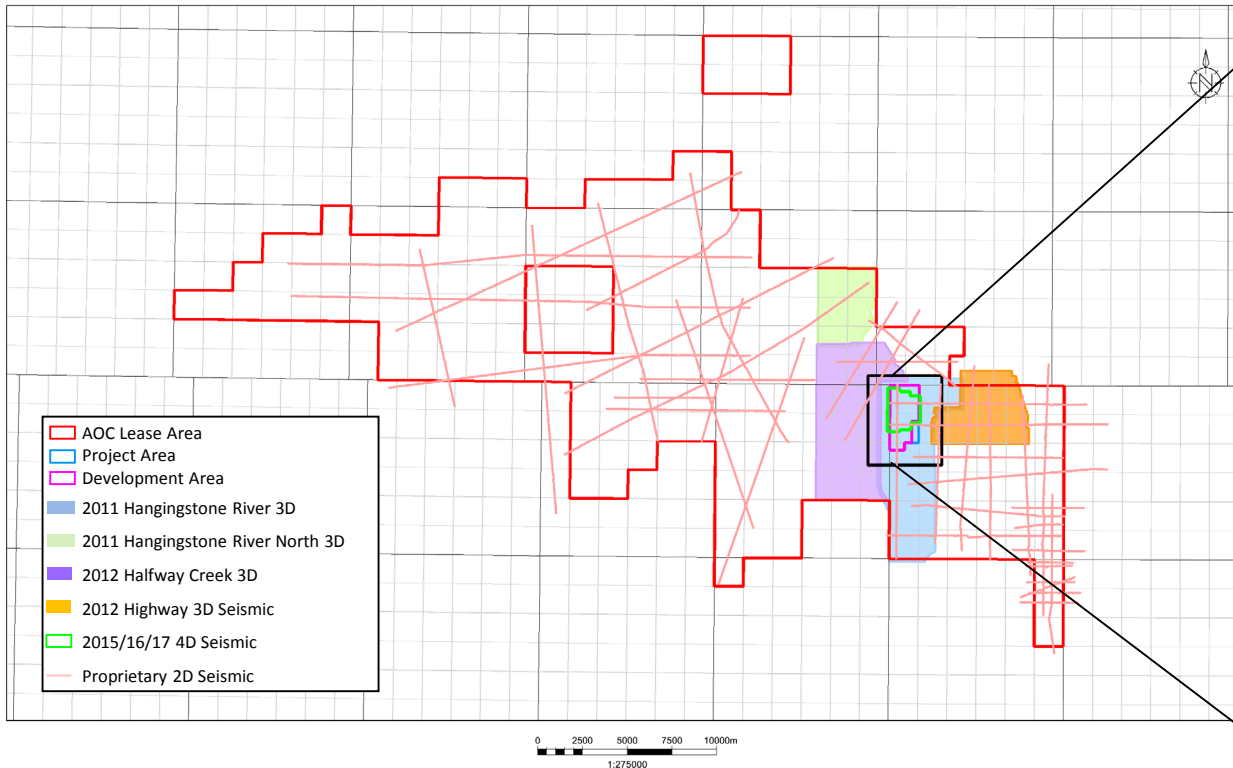 N
AOC Lease Area
Project Area
Development Area
2011 Hangingstone River 3D
2011 Hangingstone River North 3D
2012 Halfway Creek 3D
2012 Highway 3D Seismic
2015/16/17 4D Seismic
Proprietary 2D Seismic
0 2500 5000 7500 10000m
1:275000